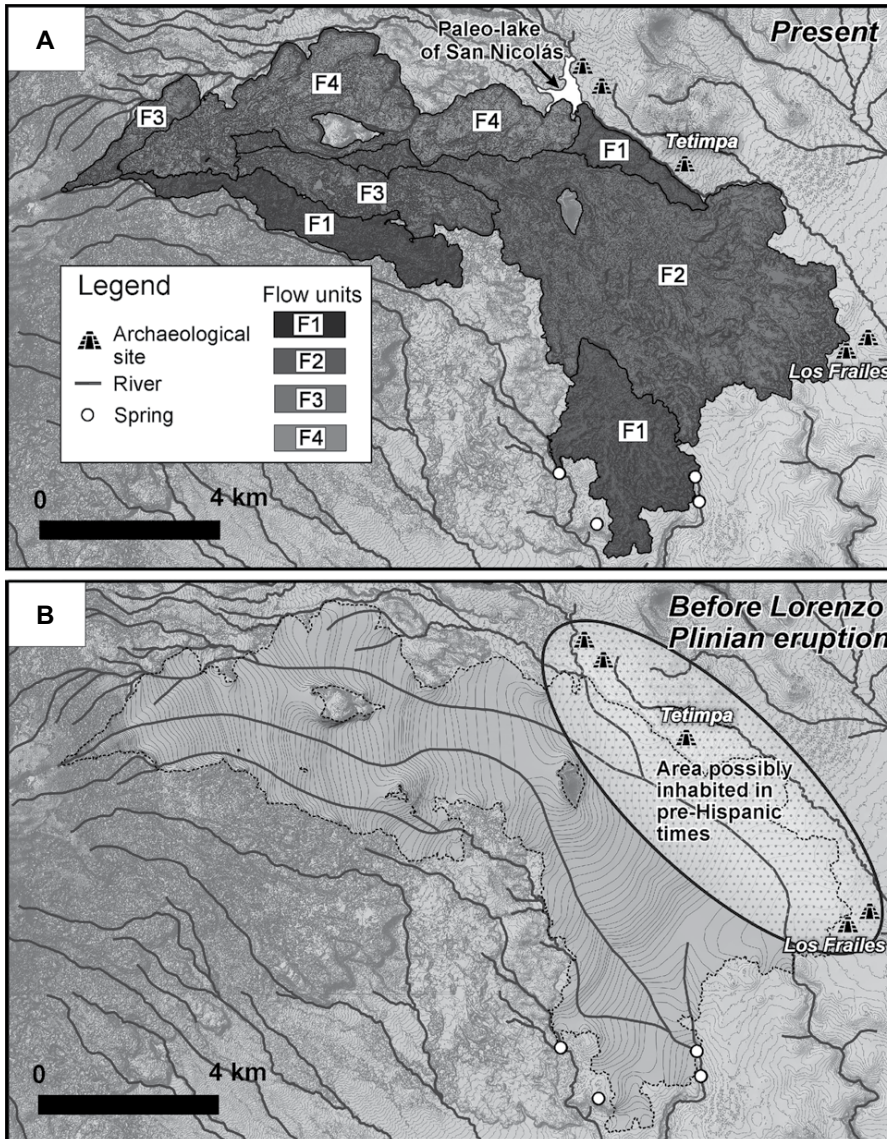 A
Present
Paleo-lake
of San Nicolás
F4
F3
F4
F1
Tetimpa
F3
F1
F2
Los Frailes
F1
Legend
Archaeological
site
River
Spring
Flow units
F1
F2
F3
F4
0 4 km
B
Before Lorenzo
Plinian eruption
Tetimpa
Area possibly
inhabited in
pre-Hispanic
times
Los Frailes
0 4 km